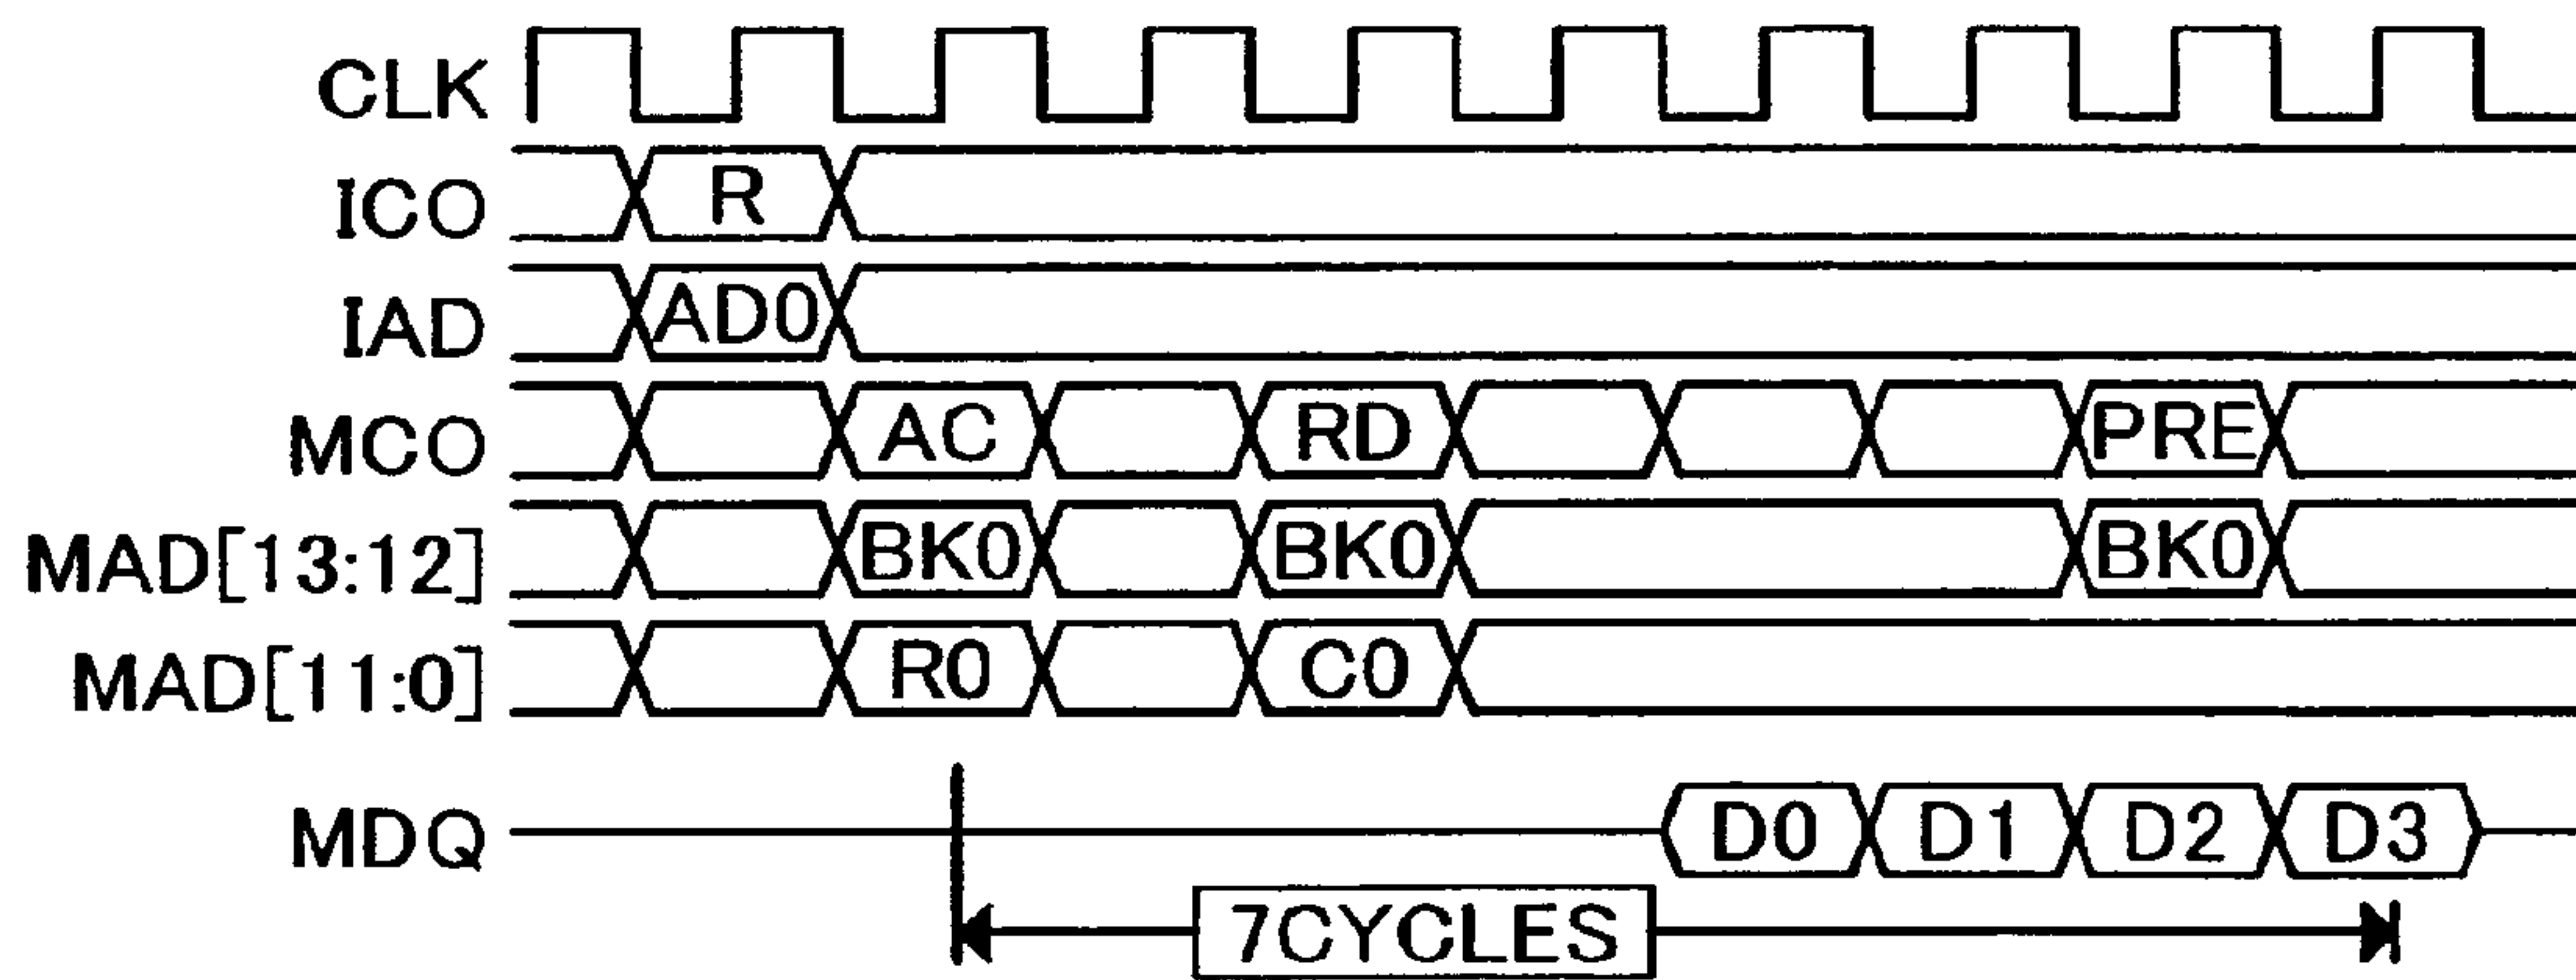 CLK
ICO R
IAD AD0
MCO AC RD PRE
MAD[13:12] BK0 BK0 BK0
MAD[11:0] R0 C0
MDQ D0 D1 D2 D3
7CYCLES